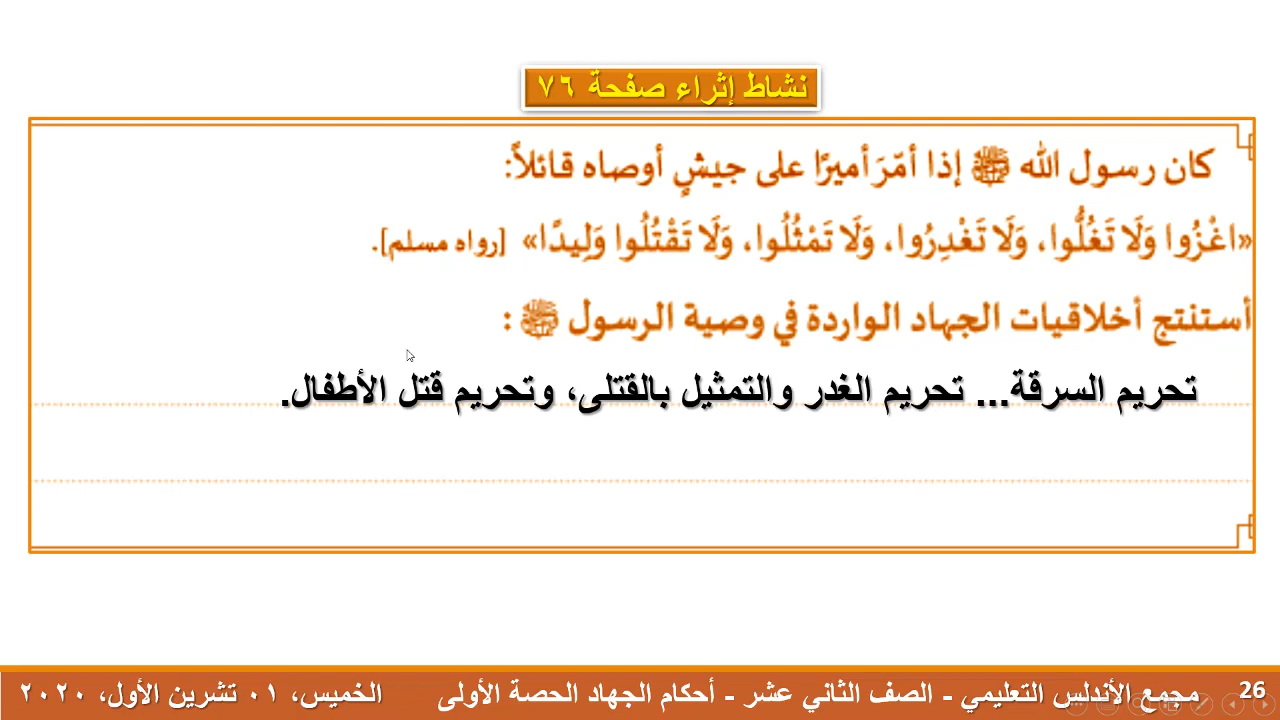 نشاط إثراء صفحة ٧٦
كان رسول الله ﷺ إذا أمّرَ أميرًا على جيشٍ أوصاه قائلاً:
«اغْزُوا وَلَا تَغُلُّوا، وَلَا تَغْدِرُوا، وَلَا تَمْثُلُوا، وَلَا تَقْتُلُوا وَلِيدًا» [رواه مسلم].
أستنتج أخلاقيات الجهاد الواردة في وصية الرسول ﷺ :
تحريم السرقة... تحريم الغدر والتمثيل بالقتلى، وتحريم قتل الأطفال.
مجمع الأندلس التعليمي - الصف الثاني عشر - أحكام الجهاد الحصة الأولى الخميس، ٠١ تشرين الأول، ٢٠٢٠ 26